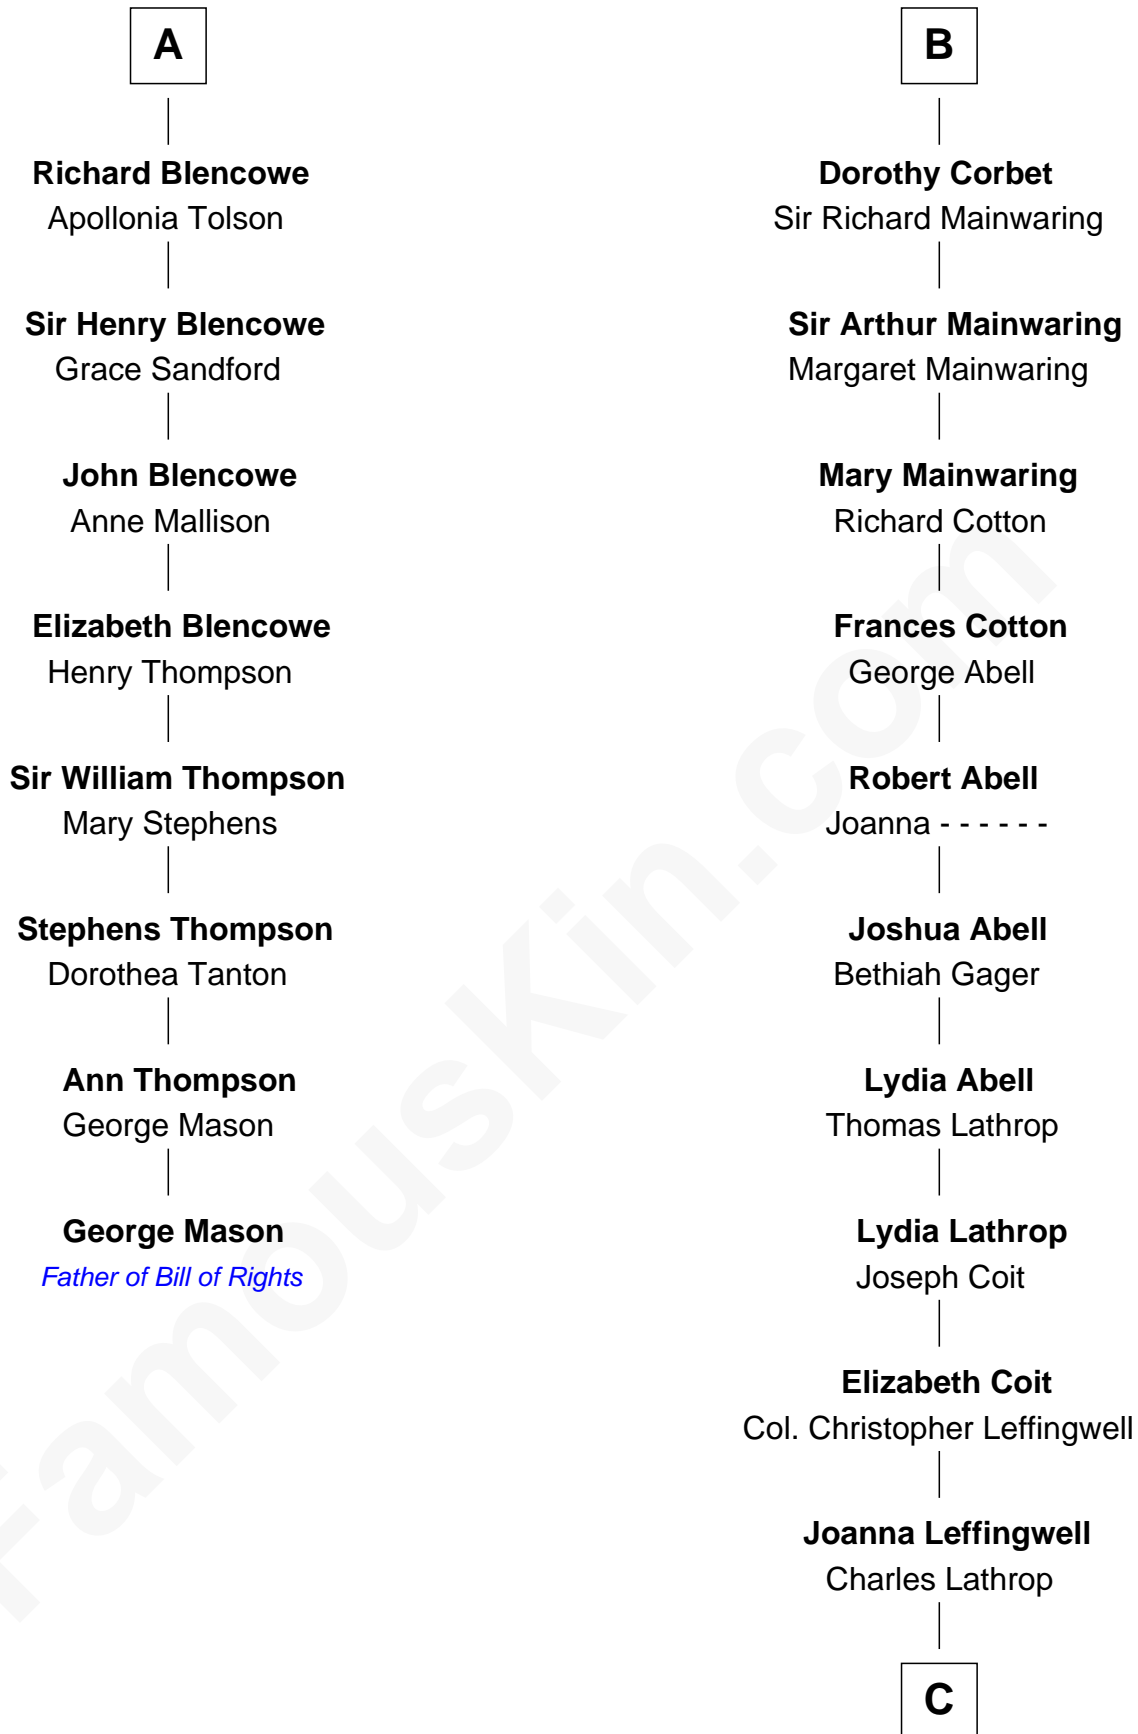 A
Richard Blencowe
Apollonia Tolson
Sir Henry Blencowe
Grace Sandford
John Blencowe
Anne Mallison
Elizabeth Blencowe
Henry Thompson
Sir William Thompson
Mary Stephens
Stephens Thompson
Dorothea Tanton
Ann Thompson
George Mason
George Mason
Father of Bill of Rights
B
Dorothy Corbet
Sir Richard Mainwaring
Sir Arthur Mainwaring
Margaret Mainwaring
Mary Mainwaring
Richard Cotton
Frances Cotton
George Abell
Robert Abell
Joanna - - - - - -
Joshua Abell
Bethiah Gager
Lydia Abell
Thomas Lathrop
Lydia Lathrop
Joseph Coit
Elizabeth Coit
Col. Christopher Leffingwell
Joanna Leffingwell
Charles Lathrop
C
FamousKin.com